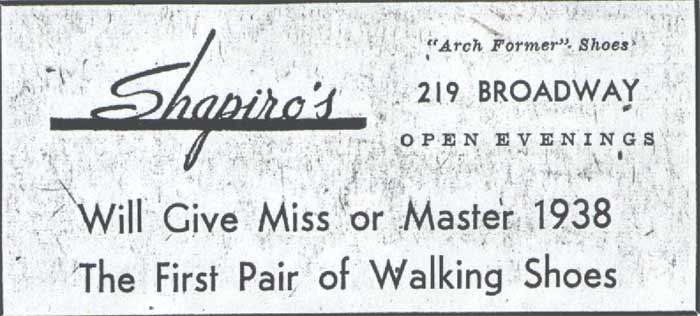 Shapiro's
"Arch Former" Shoes
219 BROADWAY
OPEN EVENINGS
Will Give Miss or Master 1938
The First Pair of Walking Shoes